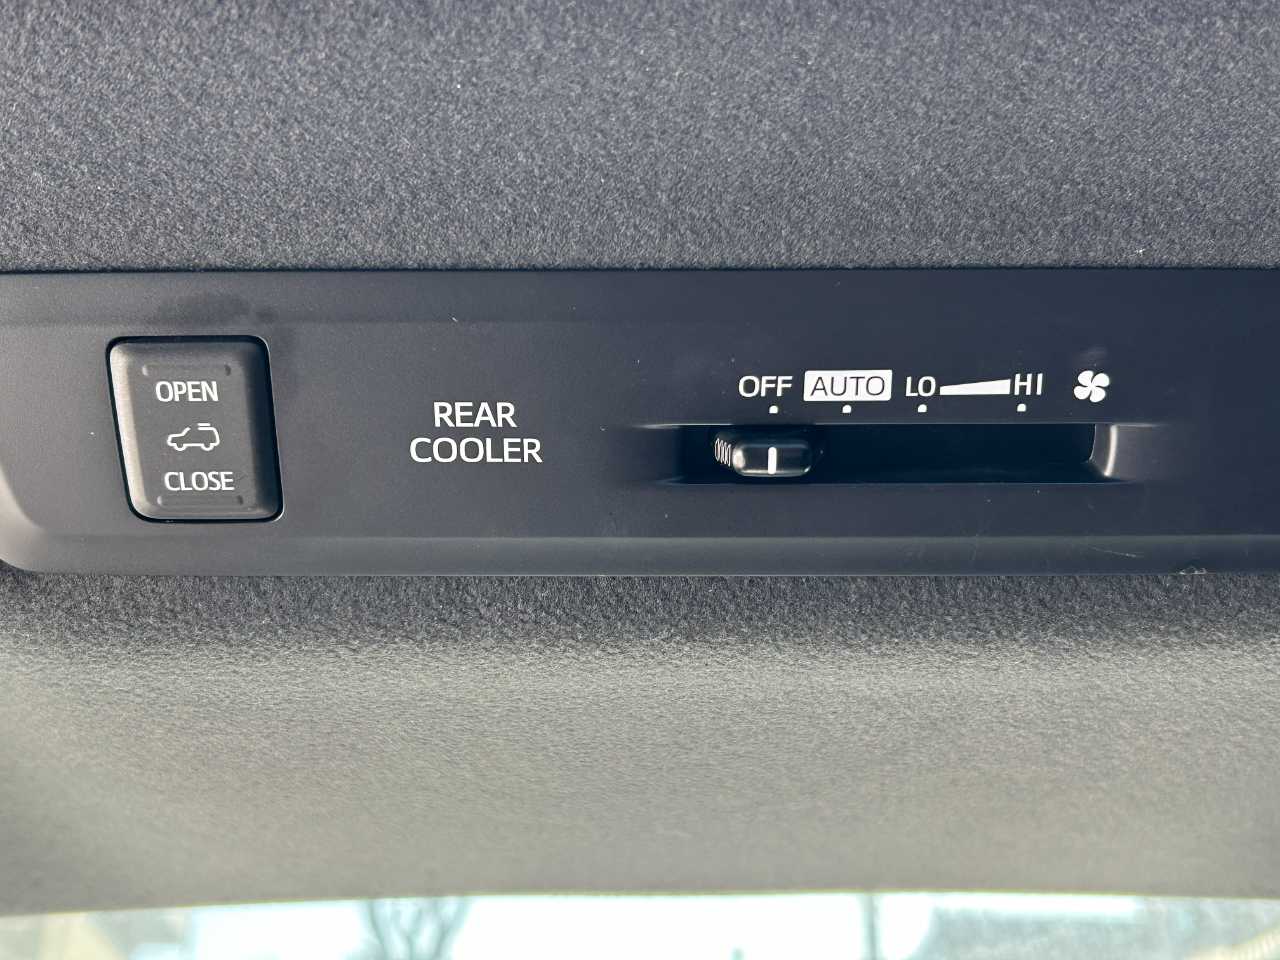 OPEN
CLOSE
REAR
COOLER
OFF AUTO LO HI